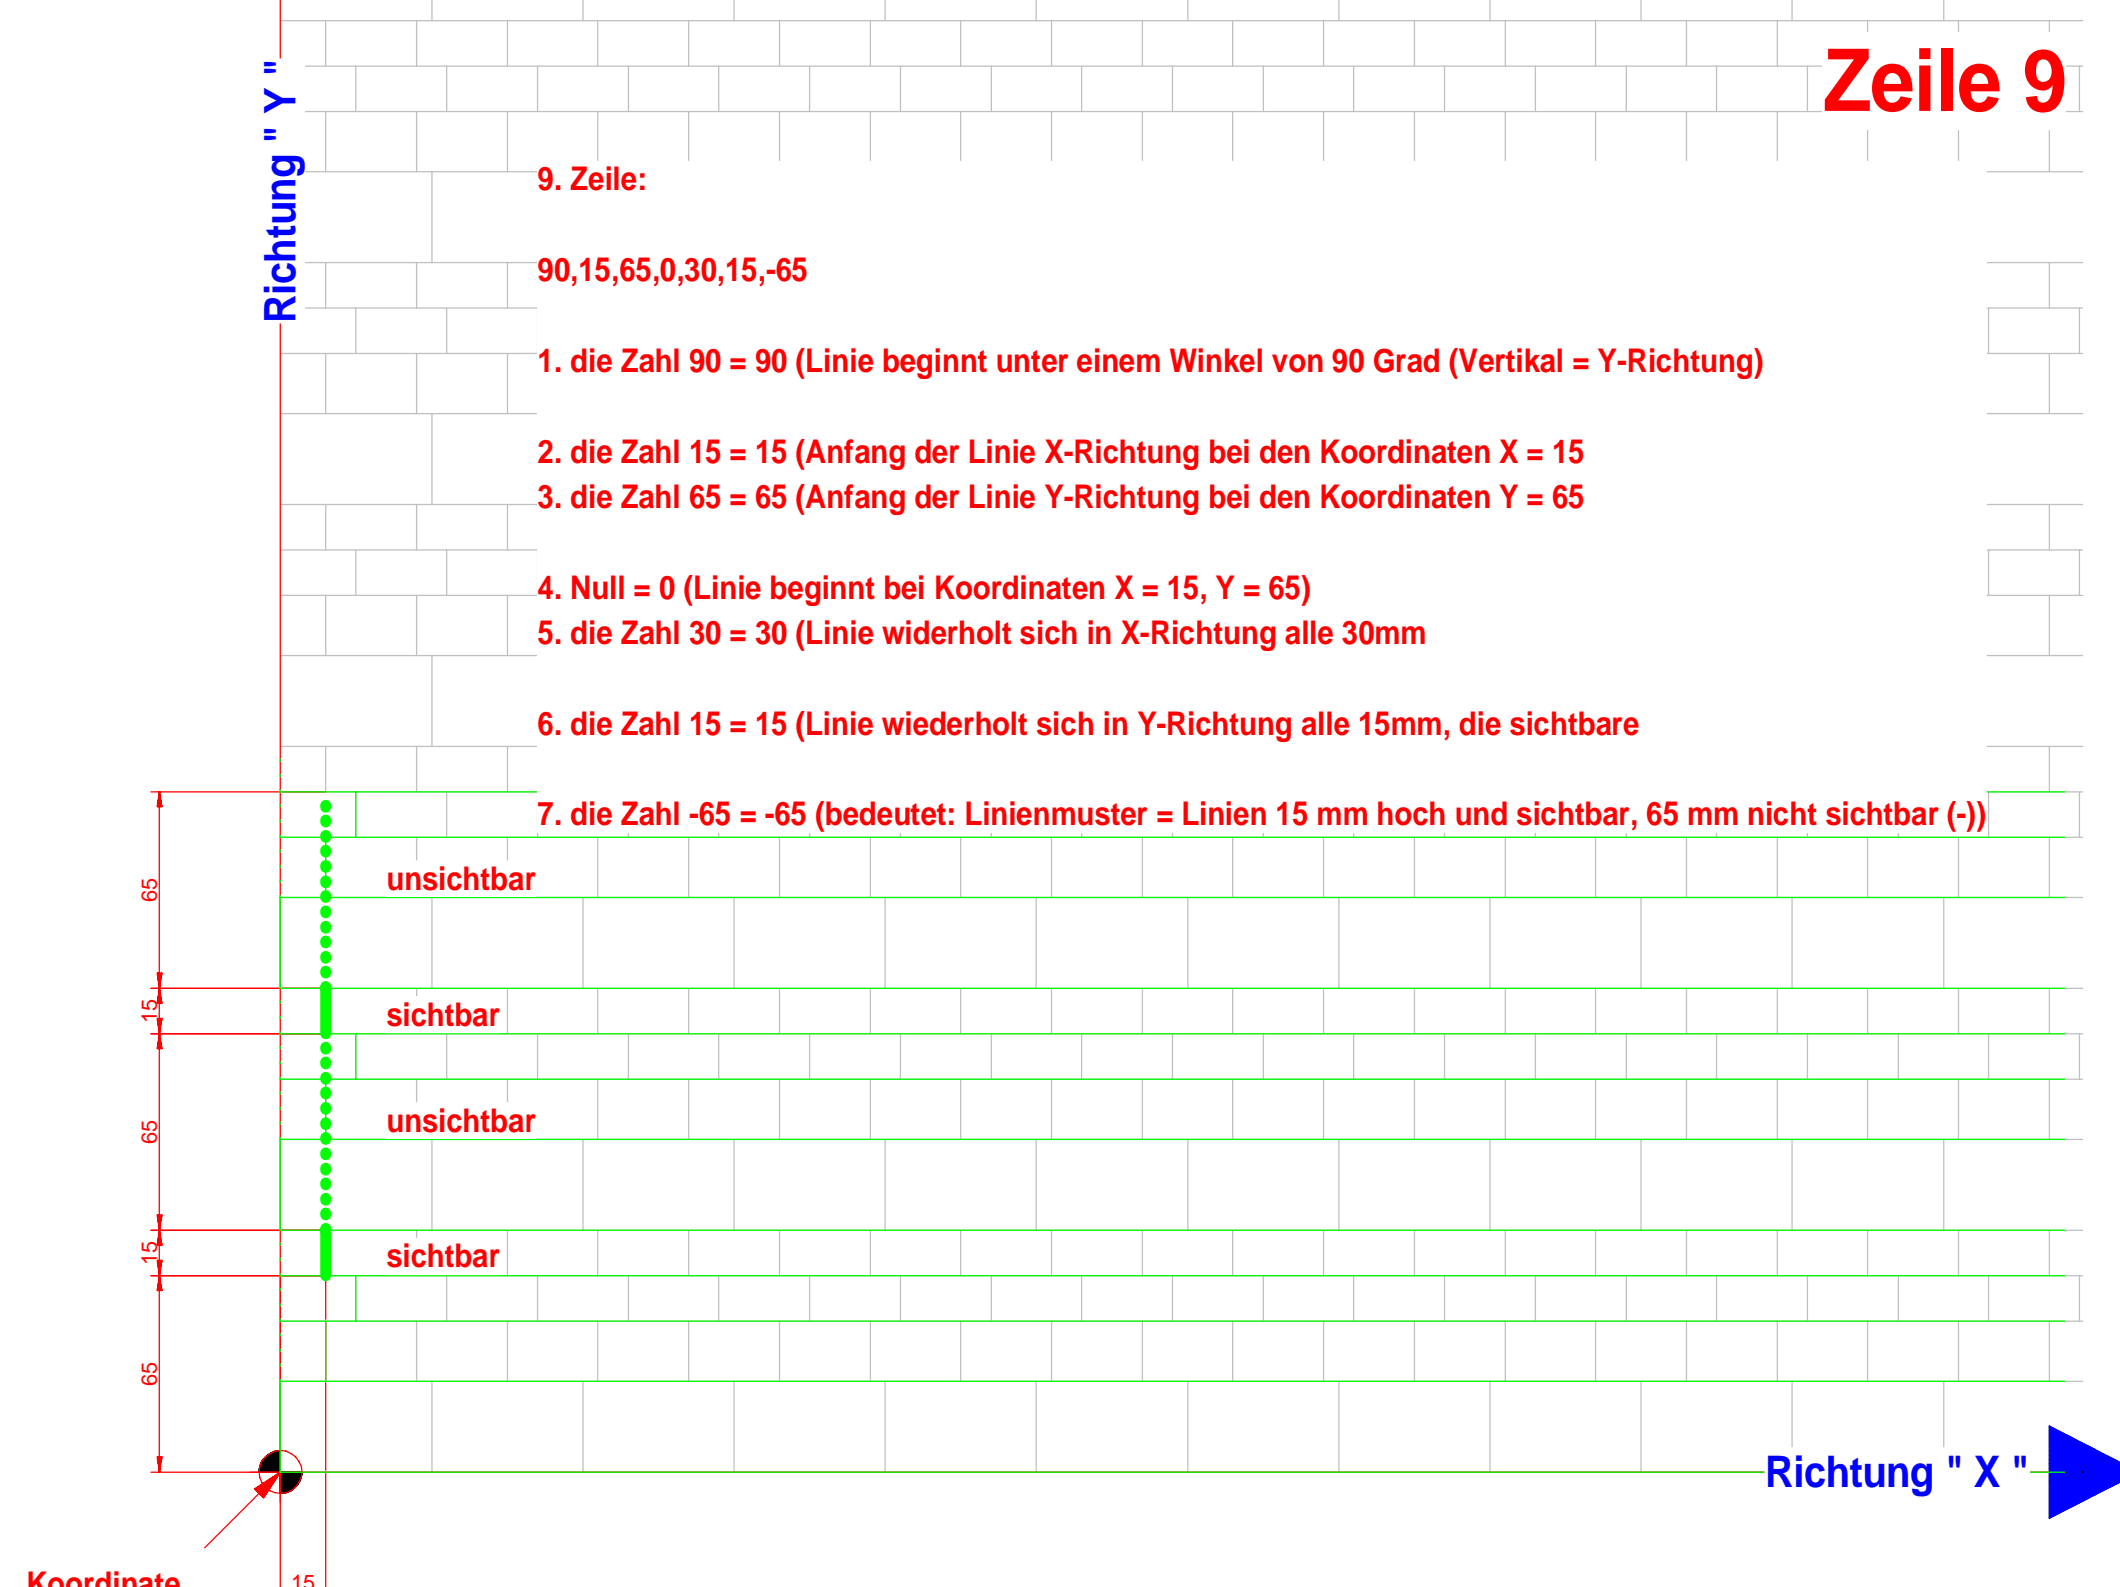 Zeile 9
Richtung " Y "
9. Zeile:
90,15,65,0,30,15,-65
1. die Zahl 90 = 90 (Linie beginnt unter einem Winkel von 90 Grad (Vertikal = Y-Richtung)
2. die Zahl 15 = 15 (Anfang der Linie X-Richtung bei den Koordinaten X = 15
3. die Zahl 65 = 65 (Anfang der Linie Y-Richtung bei den Koordinaten Y = 65
4. Null = 0 (Linie beginnt bei Koordinaten X = 15, Y = 65)
5. die Zahl 30 = 30 (Linie widerholt sich in X-Richtung alle 30mm
6. die Zahl 15 = 15 (Linie wiederholt sich in Y-Richtung alle 15mm, die sichtbare
7. die Zahl -65 = -65 (bedeutet: Linienmuster = Linien 15 mm hoch und sichtbar, 65 mm nicht sichtbar (-))
65
unsichtbar
15
sichtbar
65
unsichtbar
15
sichtbar
65
Richtung " X "
Koordinate
15